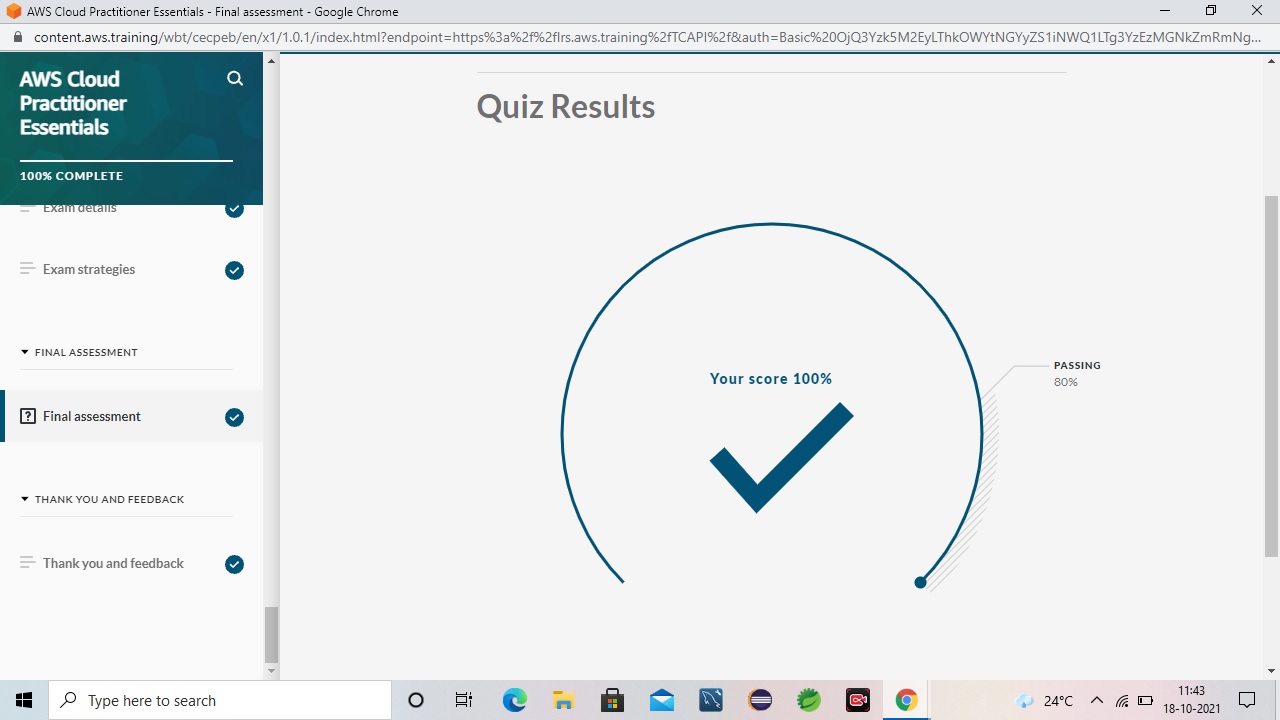 AWS Cloud Practitioner Essentials - Final assessment - Google Chrome
content.aws.training/wbt/cecpeb/en/x1/1.0.1/index.html?endpoint=https%3a%2f%2flrs.aws.training%2fTCAPI%2f&auth=Basic%20OjQ3Yzk5M2EyLThkOWYtNGYyZS1iNWQ1LTg3YzEzMGNkZmRmNg...
AWS Cloud
Practitioner
Essentials
100% COMPLETE
Exam details
Exam strategies
FINAL ASSESSMENT
Final assessment
THANK YOU AND FEEDBACK
Thank you and feedback
Quiz Results
Your score 100%
PASSING
80%
Type here to search
24°C
11:43
18-10-2021